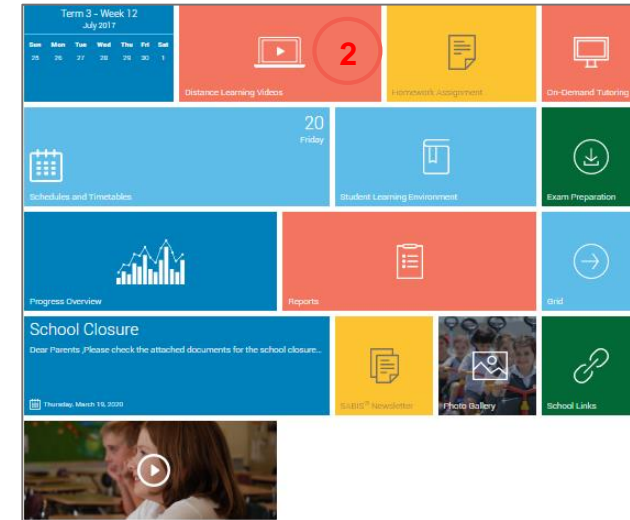 Term 3 - Week 12
July 2017
Sun Mon Tue Wed Thu Fri Sat
25 26 27 28 29 30 1
2
Distance Learning Videos
Homework Assignment
On-Demand Tutoring
20
Friday
Schedules and Timetables
Student Learning Environment
Exam Preparation
Progress Overview
Reports
Grid
School Closure
Dear Parents ,Please check the attached documents for the school closure...
Thursday, March 19, 2020
SABIS® Newsletter
Photo Gallery
School Links